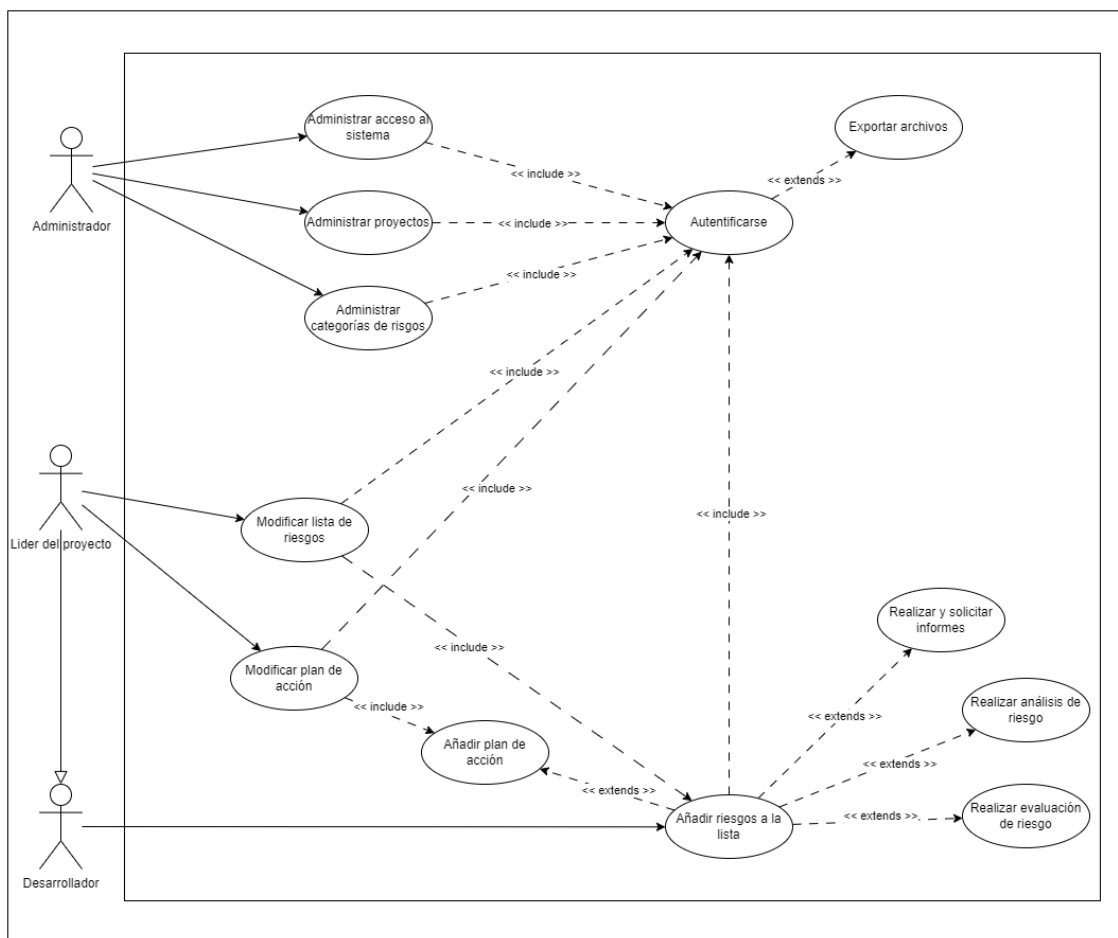 Administrar acceso al
sistema
Exportar archivos
<< include >>
<< extends >>
Administrador
Administrar proyectos
<< include >>
Autentificarse
<< include >>
Administrar
categorías de risgos
<< include >>
Lider del proyecto
Modificar lista de
riesgos
<< include >>
<< include >>
Realizar y solicitar
informes
<< include >>
Modificar plan de
acción
<< include >>
Realizar análisis de
riesgo
<< extends >>
Añadir plan de
acción
<< extends >>
<< extends >>
Añadir riesgos a la
lista
<< extends >>
Realizar evaluación
de riesgo
Desarrollador